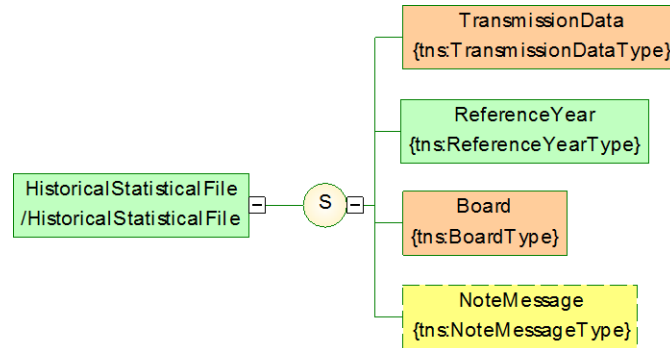 TransmissionData
{tns:TransmissionDataType}
ReferenceYear
{tns:ReferenceYearType}
HistoricalStatisticalFile
/HistoricalStatisticalFile
S
Board
{tns:BoardType}
NoteMessage
{tns:NoteMessageType}